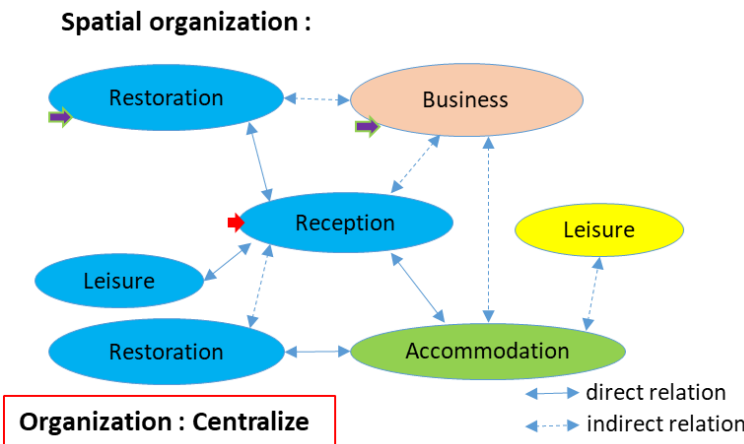 Spatial organization :
Restoration
Business
Reception
Leisure
Leisure
Restoration
Accommodation
direct relation
Organization : Centralize
indirect relation